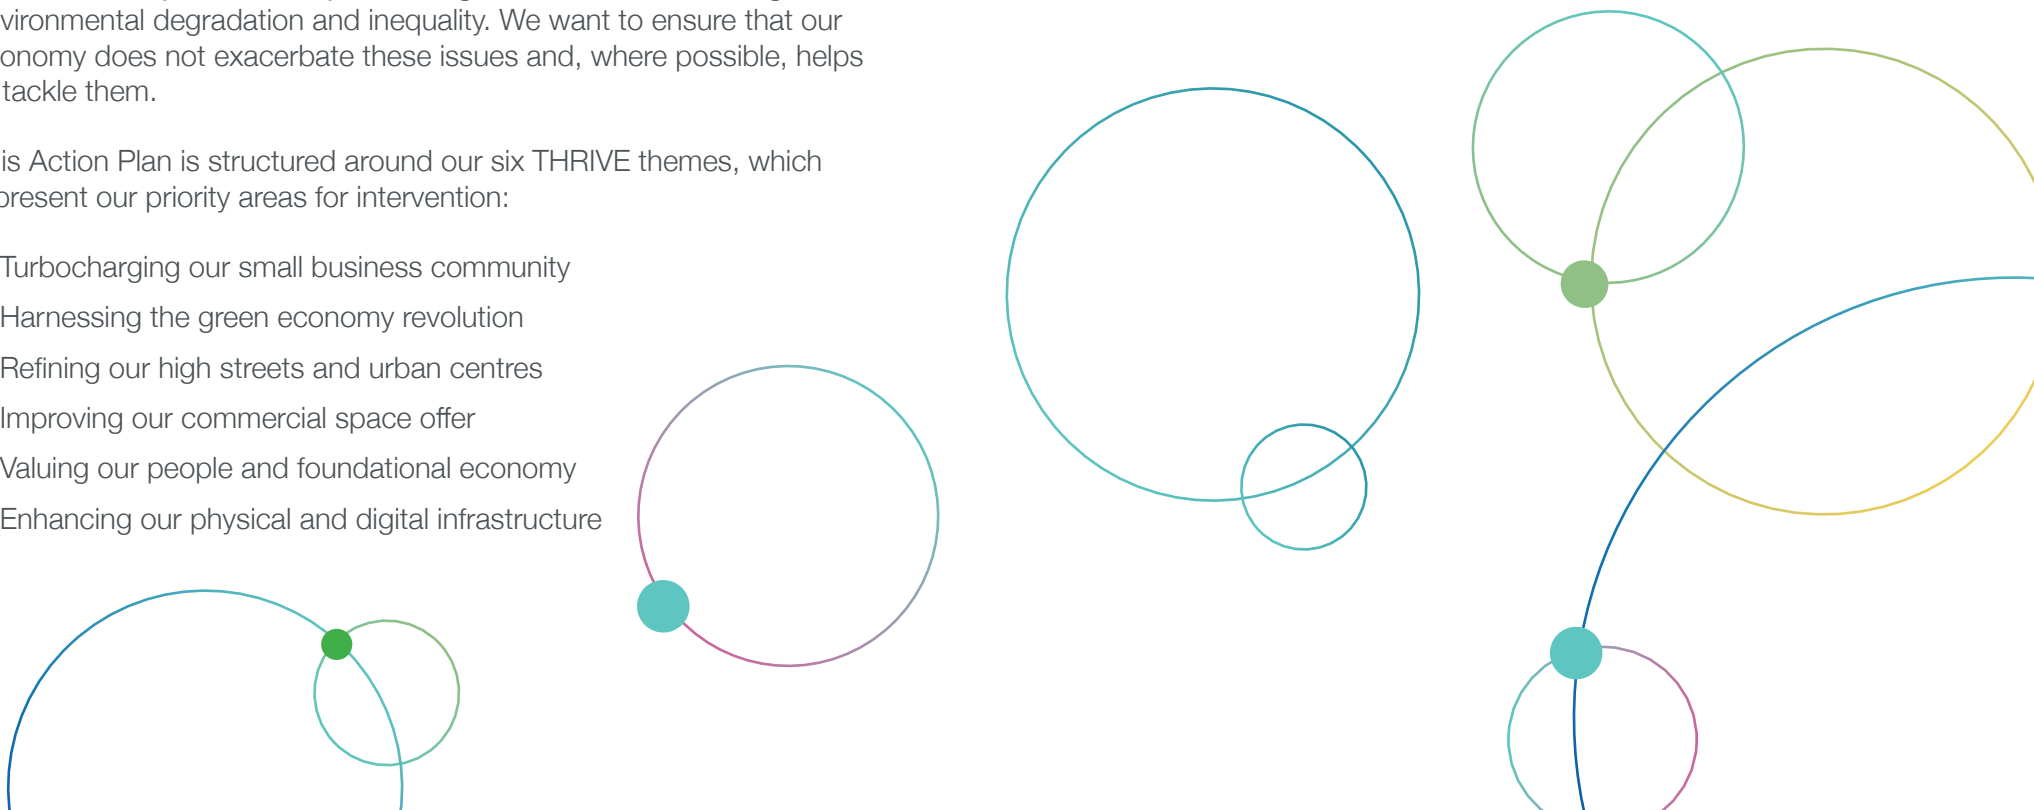 vironmental degradation and inequality. We want to ensure that our
onomy does not exacerbate these issues and, where possible, helps
tackle them.
is Action Plan is structured around our six THRIVE themes, which
present our priority areas for intervention:
Turbocharging our small business community
Harnessing the green economy revolution
Refining our high streets and urban centres
Improving our commercial space offer
Valuing our people and foundational economy
Enhancing our physical and digital infrastructure